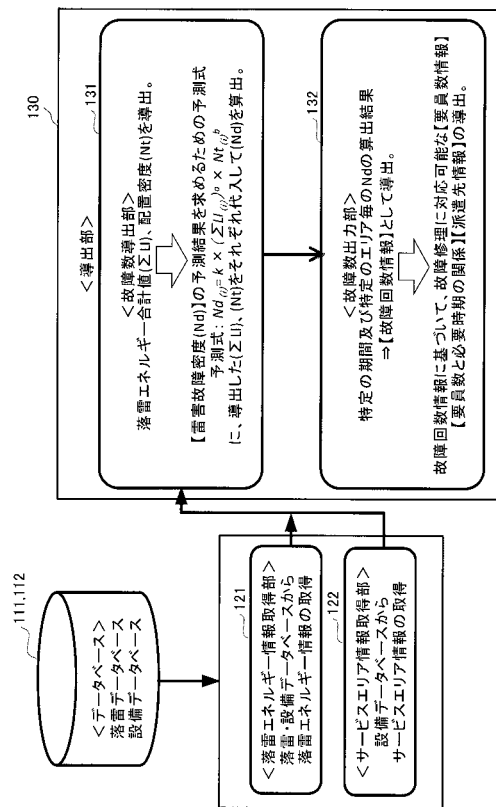 111,112
<データベース>
落雷データベース
設備データベース
121
<落雷エネルギー情報取得部>
落雷・設備データベースから
落雷エネルギー情報の取得
122
<サービスエリア情報取得部>
設備データベースから
サービスエリア情報の取得
130
<導出部>
131
<故障数導出部>
落雷エネルギー合計値(ΣLI)、配置密度(Nt)を導出。
【雷害故障密度(Nd)】の予測結果を求めるための予測式
予測式: Nd(i)=k × (ΣLI(i))^a × Nt(i)^b
に、導出した(ΣLI)、(Nt)をそれぞれ代入して(Nd)を算出。
132
<故障数出力部>
特定の期間及び特定のエリア毎のNdの算出結果
⇒【故障回数情報】として導出。
故障回数情報に基づいて、故障修理に対応可能な【要員数情報】
【要員数と必要時期の関係】【派遣先情報】の導出。